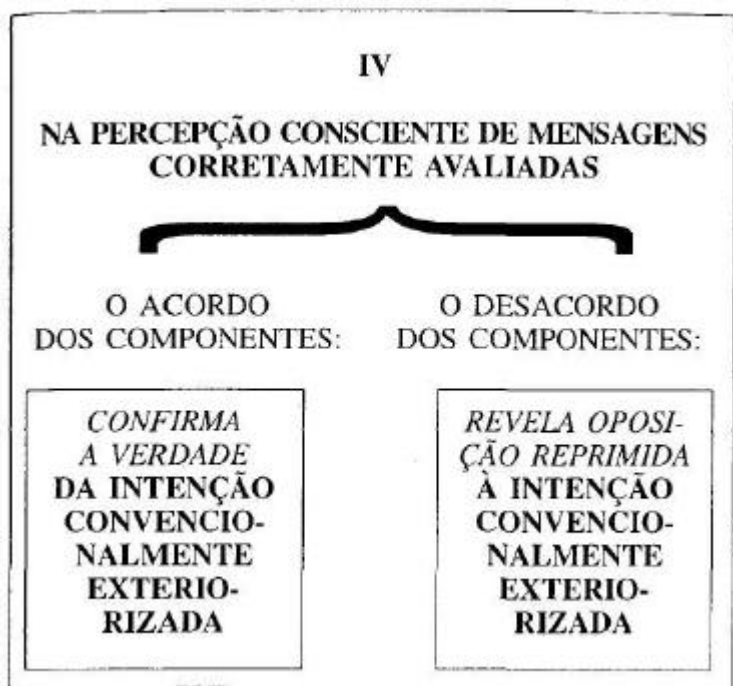 IV
NA PERCEPÇÃO CONSCIENTE DE MENSAGENS
CORRETAMENTE AVALIADAS
O ACORDO
DOS COMPONENTES:
CONFIRMA
A VERDADE
DA INTENÇÃO
CONVENCIO-
NALMENTE
EXTERIO-
RIZADA
O DESACORDO
DOS COMPONENTES:
REVELA OPOSI-
ÇÃO REPRIMIDA
À INTENÇÃO
CONVENCIO-
NALMENTE
EXTERIO-
RIZADA